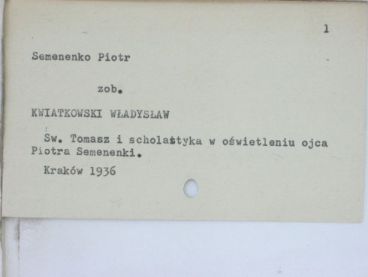 1
Semenenko Piotr
zob.
KWIATKOWSKI WŁADYSŁAW
Św. Tomasz i scholastyka w oświetleniu ojca
Piotra Semenenki.
Kraków 1936